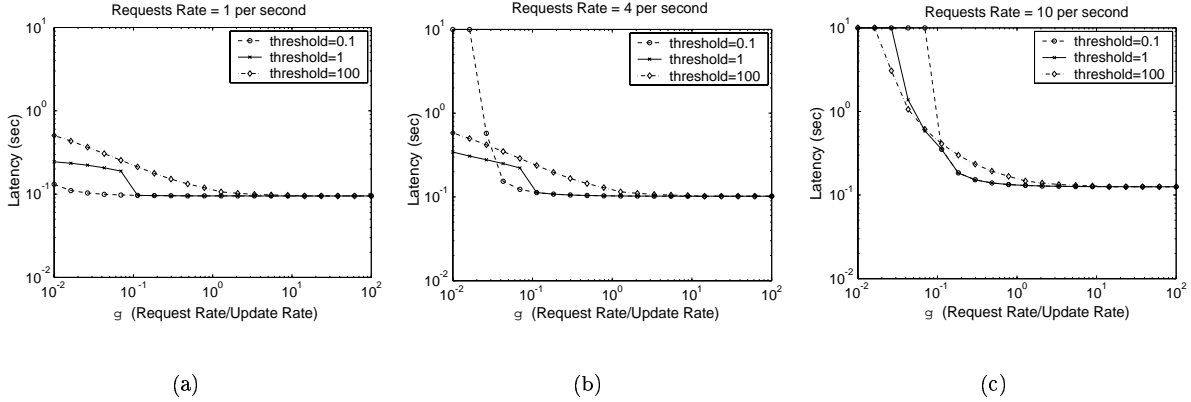 Requests Rate = 1 per second
10^1
10^0
10^-1
10^-2
Latency (sec)
threshold=0.1
threshold=1
threshold=100
10^-2 10^-1 10^0 10^1 10^2
g (Request Rate/Update Rate)
(a)
Requests Rate = 4 per second
10^1
10^0
10^-1
10^-2
Latency (sec)
threshold=0.1
threshold=1
threshold=100
10^-2 10^-1 10^0 10^1 10^2
g (Request Rate/Update Rate)
(b)
Requests Rate = 10 per second
10^1
10^0
10^-1
10^-2
Latency (sec)
threshold=0.1
threshold=1
threshold=100
10^-2 10^-1 10^0 10^1 10^2
g (Request Rate/Update Rate)
(c)